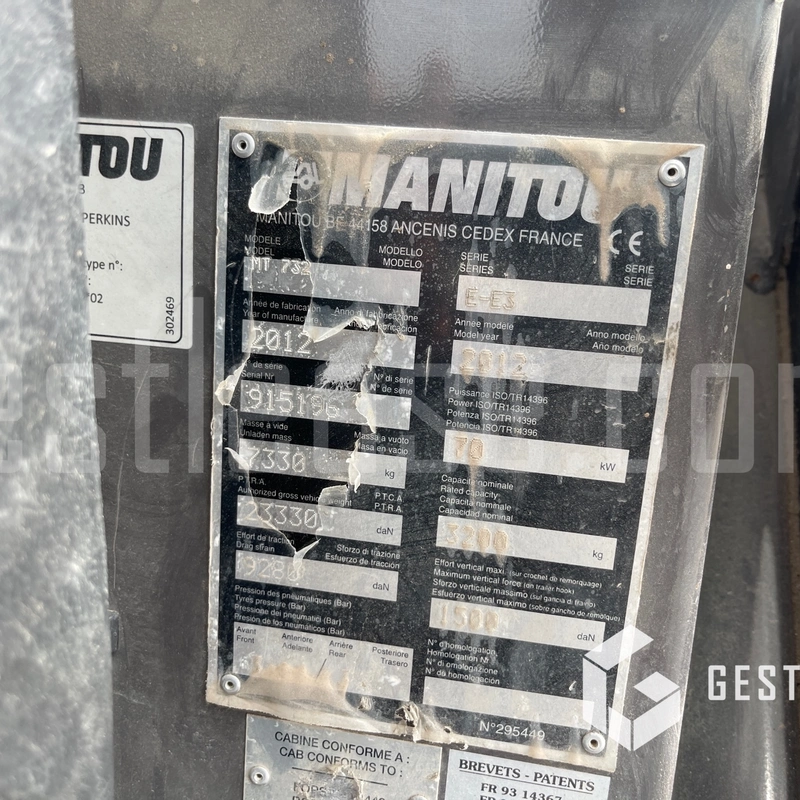 MANITOU
MANITOU BF 44158 ANCENIS CEDEX FRANCE
CE
MODELE
MODEL
MODELLO
MODELO
MT 732
SERIE
SERIES
SERIE
SERIE
E-E3
Année de fabrication
Year of manufacture
Anno di fabbricazione
2012
Année modele
Model year
Anno modello
Ano modelo
2012
de série
Serial Nr
N° di serie
N° de serie
915196
Puissance ISO/TR14396
Power ISO/TR14396
Potenza ISO/TR14396
Potencia ISO/TR14396
70
kW
Masse à vide
Unladen mass
Massa a vuoto
Masa en vacio
7330
kg
Capacité nominale
Rated capacity
Capacita nominale
Capacidad nominal
3200
kg
P.T.R.A.
Authorized gross vehicle weight
P.T.C.A
P.T.R.A
23330
daN
Effort de traction
Drag strain
Sforzo di trazione
Esfuerzo de tracción
9280
daN
Effort vertical maxi. (sur crochet de remorquage)
Maximum vertical force (on trailer hook)
Sforzo verticale massimo (sul gancia di traino)
Esfuerzo vertical máximo (sobre gancho de remolque)
1500
daN
Pression des pneumatiques (Bar)
Tyres pressure (Bar)
Pressione dei pneumatici (Bar)
Presión de los neumáticos (Bar)
Avant
Front
Anteriore
Adelante
Arrière
Rear
Posteriore
Trasero
N° d'homologation
Homologation Nr
N° di omologazione
N° de homologación
N°295449
TOU
PERKINS
ype n°:
02
302469
CABINE CONFORME A :
CAB CONFORMS TO :
BREVETS - PATENTS
FR 93 14367
GEST